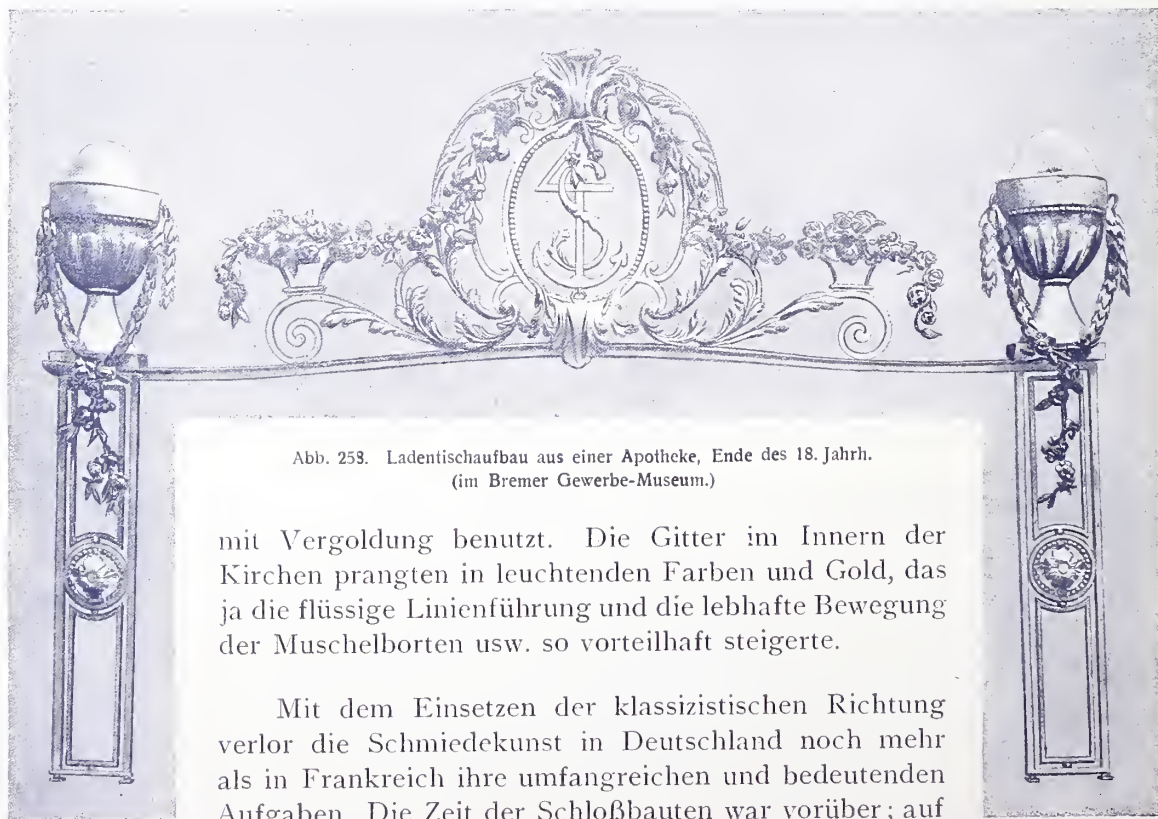 Abb. 253. Ladentischaufbau aus einer Apotheke, Ende des 18. Jahrh.
(im Bremer Gewerbe-Museum.)
mit Vergoldung benutzt. Die Gitter im Innern der
Kirchen prangten in leuchtenden Farben und Gold, das
ja die flüssige Linienführung und die lebhafte Bewegung
der Muschelborten usw. so vorteilhaft steigerte.
Mit dem Einsetzen der klassizistischen Richtung
verlor die Schmiedekunst in Deutschland noch mehr
als in Frankreich ihre umfangreichen und bedeutenden
Aufgaben. Die Zeit der Schloßbauten war vorüber; auf